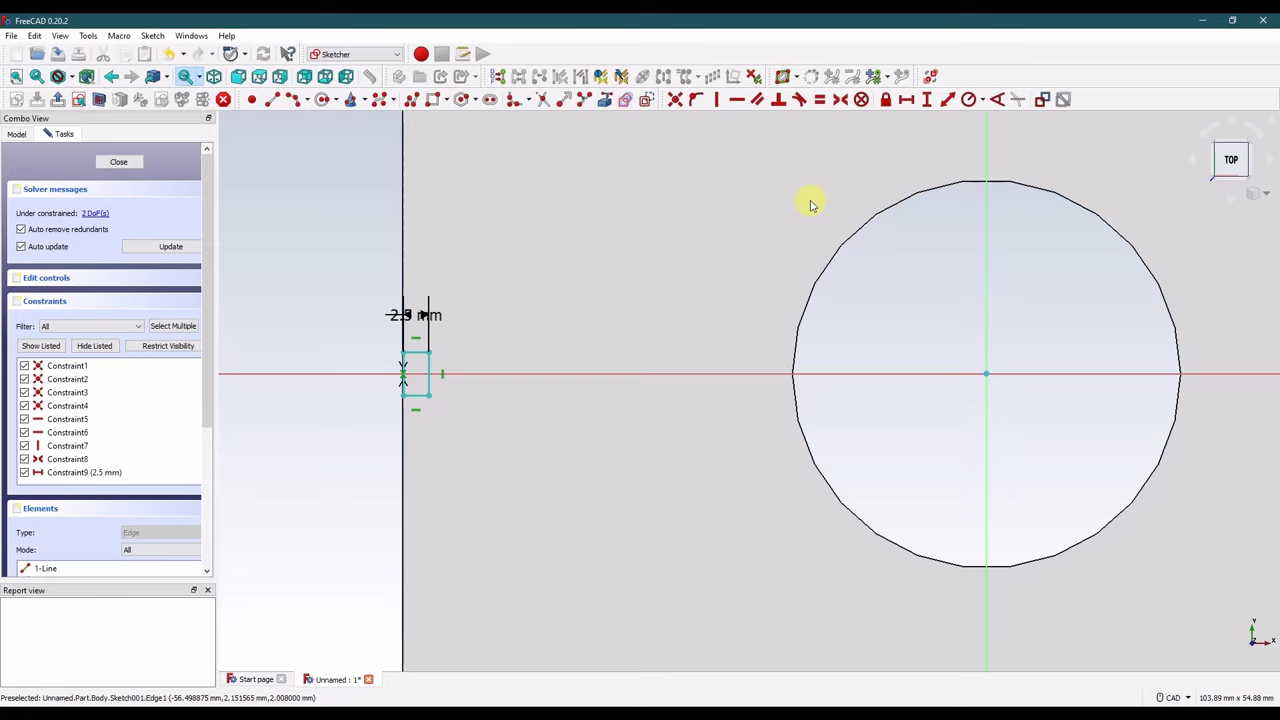 FreeCAD 0.20.2
File Edit View Tools Macro Sketch Windows Help
Sketcher
Combo View
Model Tasks
Close
Solver messages
Under constrained: 2 DoF(s)
Auto remove redundants
Auto update Update
Edit controls
Constraints
Filter: All Select Multiple
Show Listed Hide Listed Restrict Visibility
Constraint1
Constraint2
Constraint3
Constraint4
Constraint5
Constraint6
Constraint7
Constraint8
Constraint9 (2.5 mm)
Elements
Type: Edge
Mode: All
1-Line
Report view
2.5 mm
TOP
Y
Z X
Start page Unnamed : 1*
Preselected: Unnamed.Part.Body.Sketch001.Edge1 (-56.498875 mm,2.151565 mm,2.008000 mm) CAD 103.89 mm x 54.88 mm